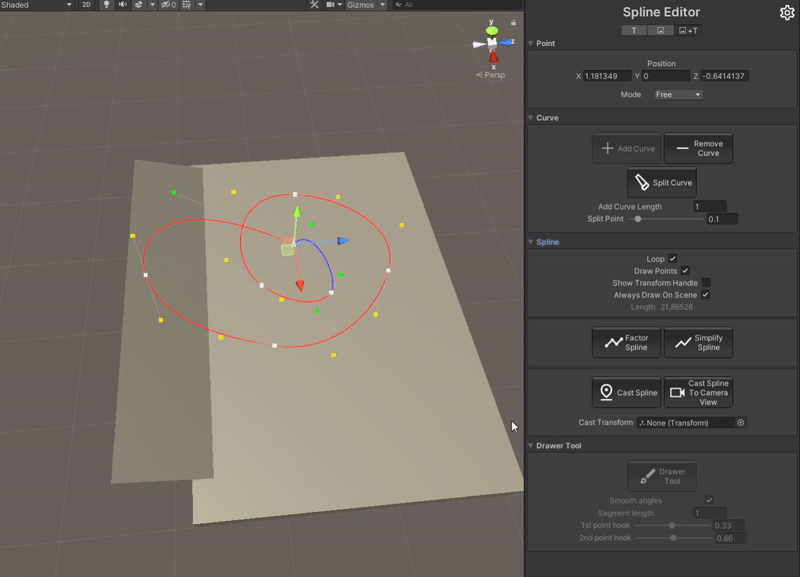 Shaded
2D
0
Gizmos
All
y
z
x
Persp
Spline Editor
T
+T
Point
Position
X 1.181349 Y 0 Z -0.6414137
Mode Free
Curve
Add Curve
Remove
Curve
Split Curve
Add Curve Length 1
Split Point 0.1
Spline
Loop
Draw Points
Show Transform Handle
Always Draw On Scene
Length 21,86526
Factor
Spline
Simplify
Spline
Cast Spline
Cast Spline
To Camera
View
Cast Transform None (Transform)
Drawer Tool
Drawer
Tool
Smooth angles
Segment length 1
1st point hook 0.33
2nd point hook 0.66